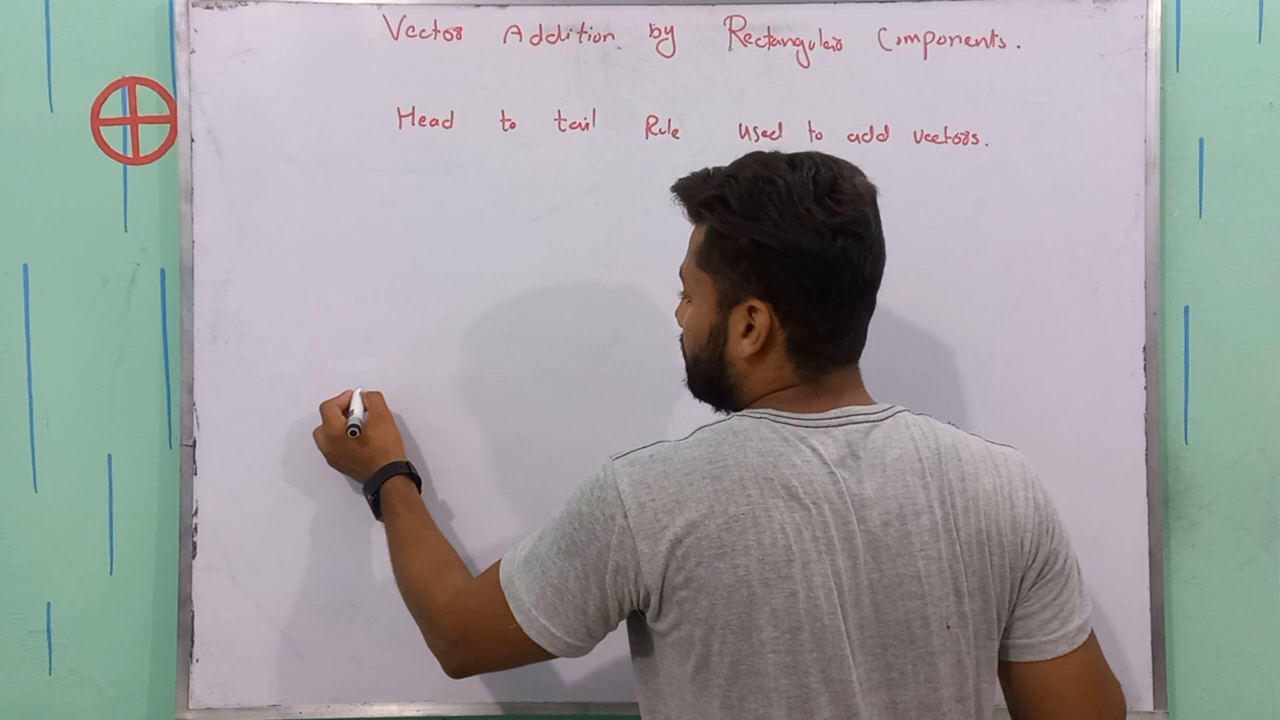 Vector Addition by Rectangular Components.
Head to tail Rule used to add vectors.